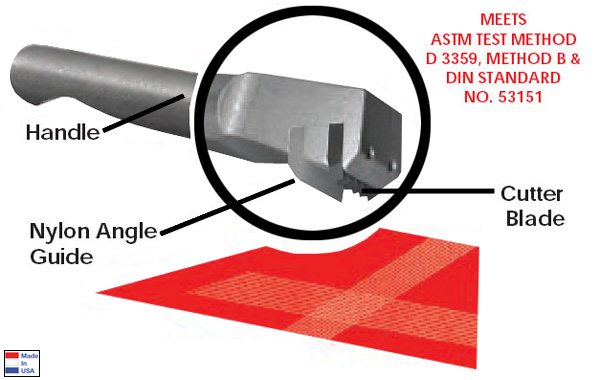 MEETS
ASTM TEST METHOD
D 3359, METHOD B &
DIN STANDARD
NO. 53151
Handle
Cutter
Blade
Nylon Angle
Guide
Made
In
USA